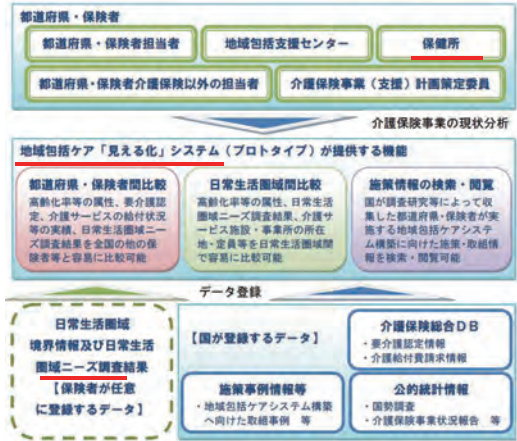 都道府県・保険者
都道府県・保険者担当者
地域包括支援センター
保健所
都道府県・保険者介護保険以外の担当者
介護保険事業（支援）計画策定委員
介護保険事業の現状分析
地域包括ケア「見える化」システム（プロトタイプ）が提供する機能
都道府県・保険者間比較
高齢化率等の属性、要介護認
定、介護サービスの給付状況
等の実績、日常生活圏域ニー
ズ調査結果を全国の他の保
険者等と容易に比較可能
日常生活圏域間比較
高齢化率等の属性、日常生活
圏域ニーズ調査結果、介護サ
ービス施設・事業所の所在
地・定員等を日常生活圏域間
で容易に比較可能
施策情報の検索・閲覧
国が調査研究等によって収
集した都道府県・保険者が実
施する地域包括ケアシステ
ム構築に向けた施策・取組情
報を検索・閲覧可能
データ登録
日常生活圏域
境界情報及び日常生活
圏域ニーズ調査結果
【保険者が任意
に登録するデータ】
【国が登録するデータ】
介護保険総合ＤＢ
・要介護認定情報
・介護給付費請求情報
施策事例情報等
・地域包括ケアシステム構築
へ向けた取組事例 等
公的統計情報
・国勢調査
・介護保険事業状況報告 等